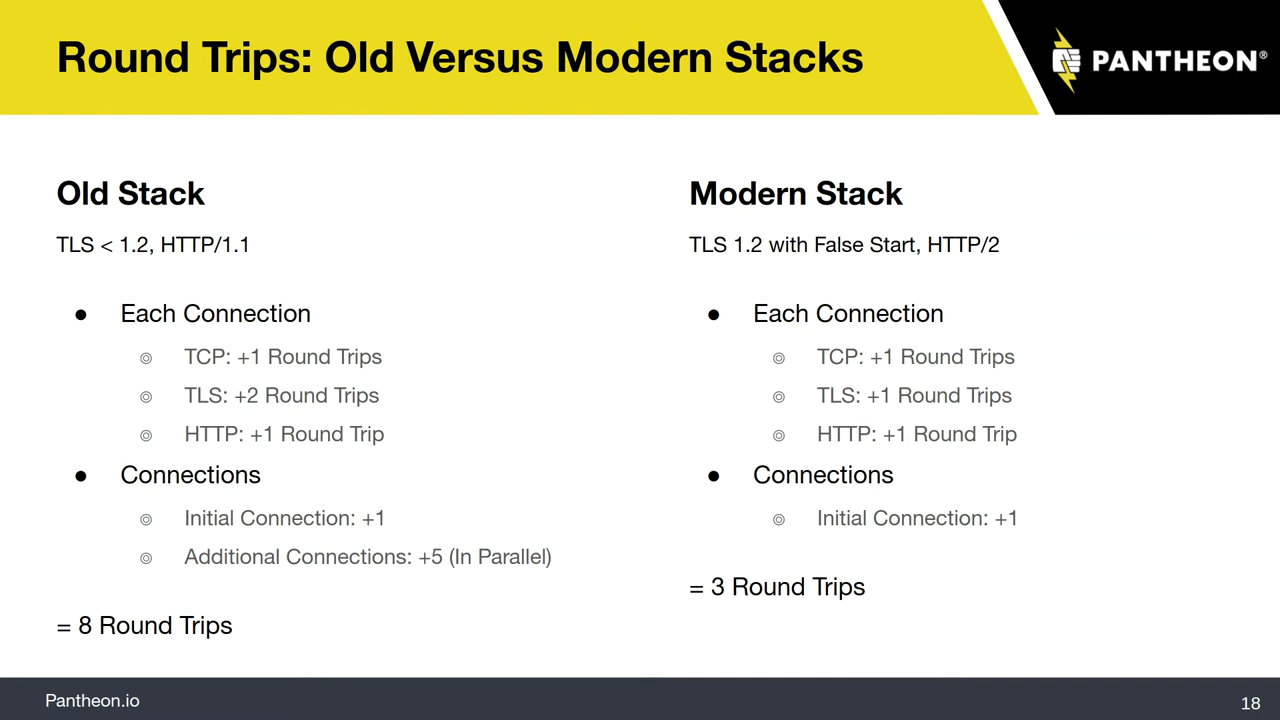 Round Trips: Old Versus Modern Stacks
PANTHEON®
Old Stack
TLS < 1.2, HTTP/1.1
● Each Connection
◎ TCP: +1 Round Trips
◎ TLS: +2 Round Trips
◎ HTTP: +1 Round Trip
● Connections
◎ Initial Connection: +1
◎ Additional Connections: +5 (In Parallel)
= 8 Round Trips
Modern Stack
TLS 1.2 with False Start, HTTP/2
● Each Connection
◎ TCP: +1 Round Trips
◎ TLS: +1 Round Trips
◎ HTTP: +1 Round Trip
● Connections
◎ Initial Connection: +1
= 3 Round Trips
Pantheon.io
18